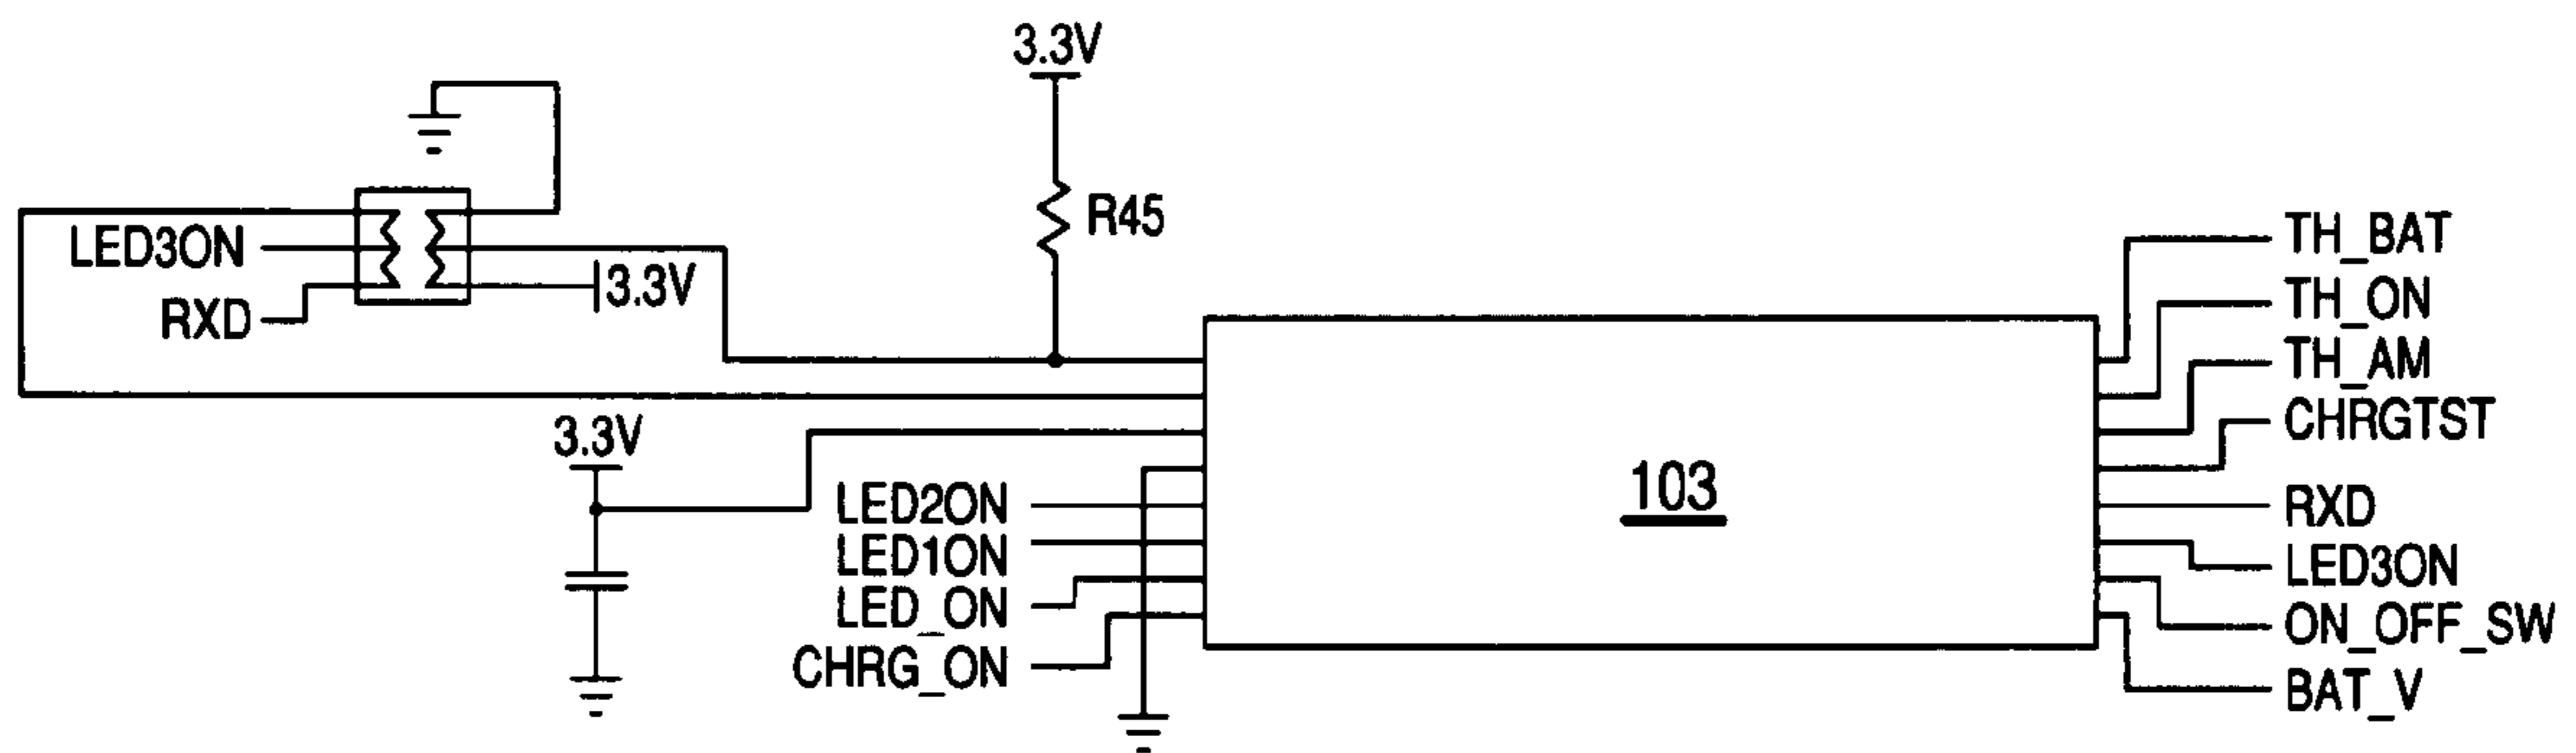 3.3V
R45
LED3ON
RXD
3.3V
3.3V
LED2ON
LED1ON
LED_ON
CHRG_ON
103
TH_BAT
TH_ON
TH_AM
CHRGTST
RXD
LED3ON
ON_OFF_SW
BAT_V